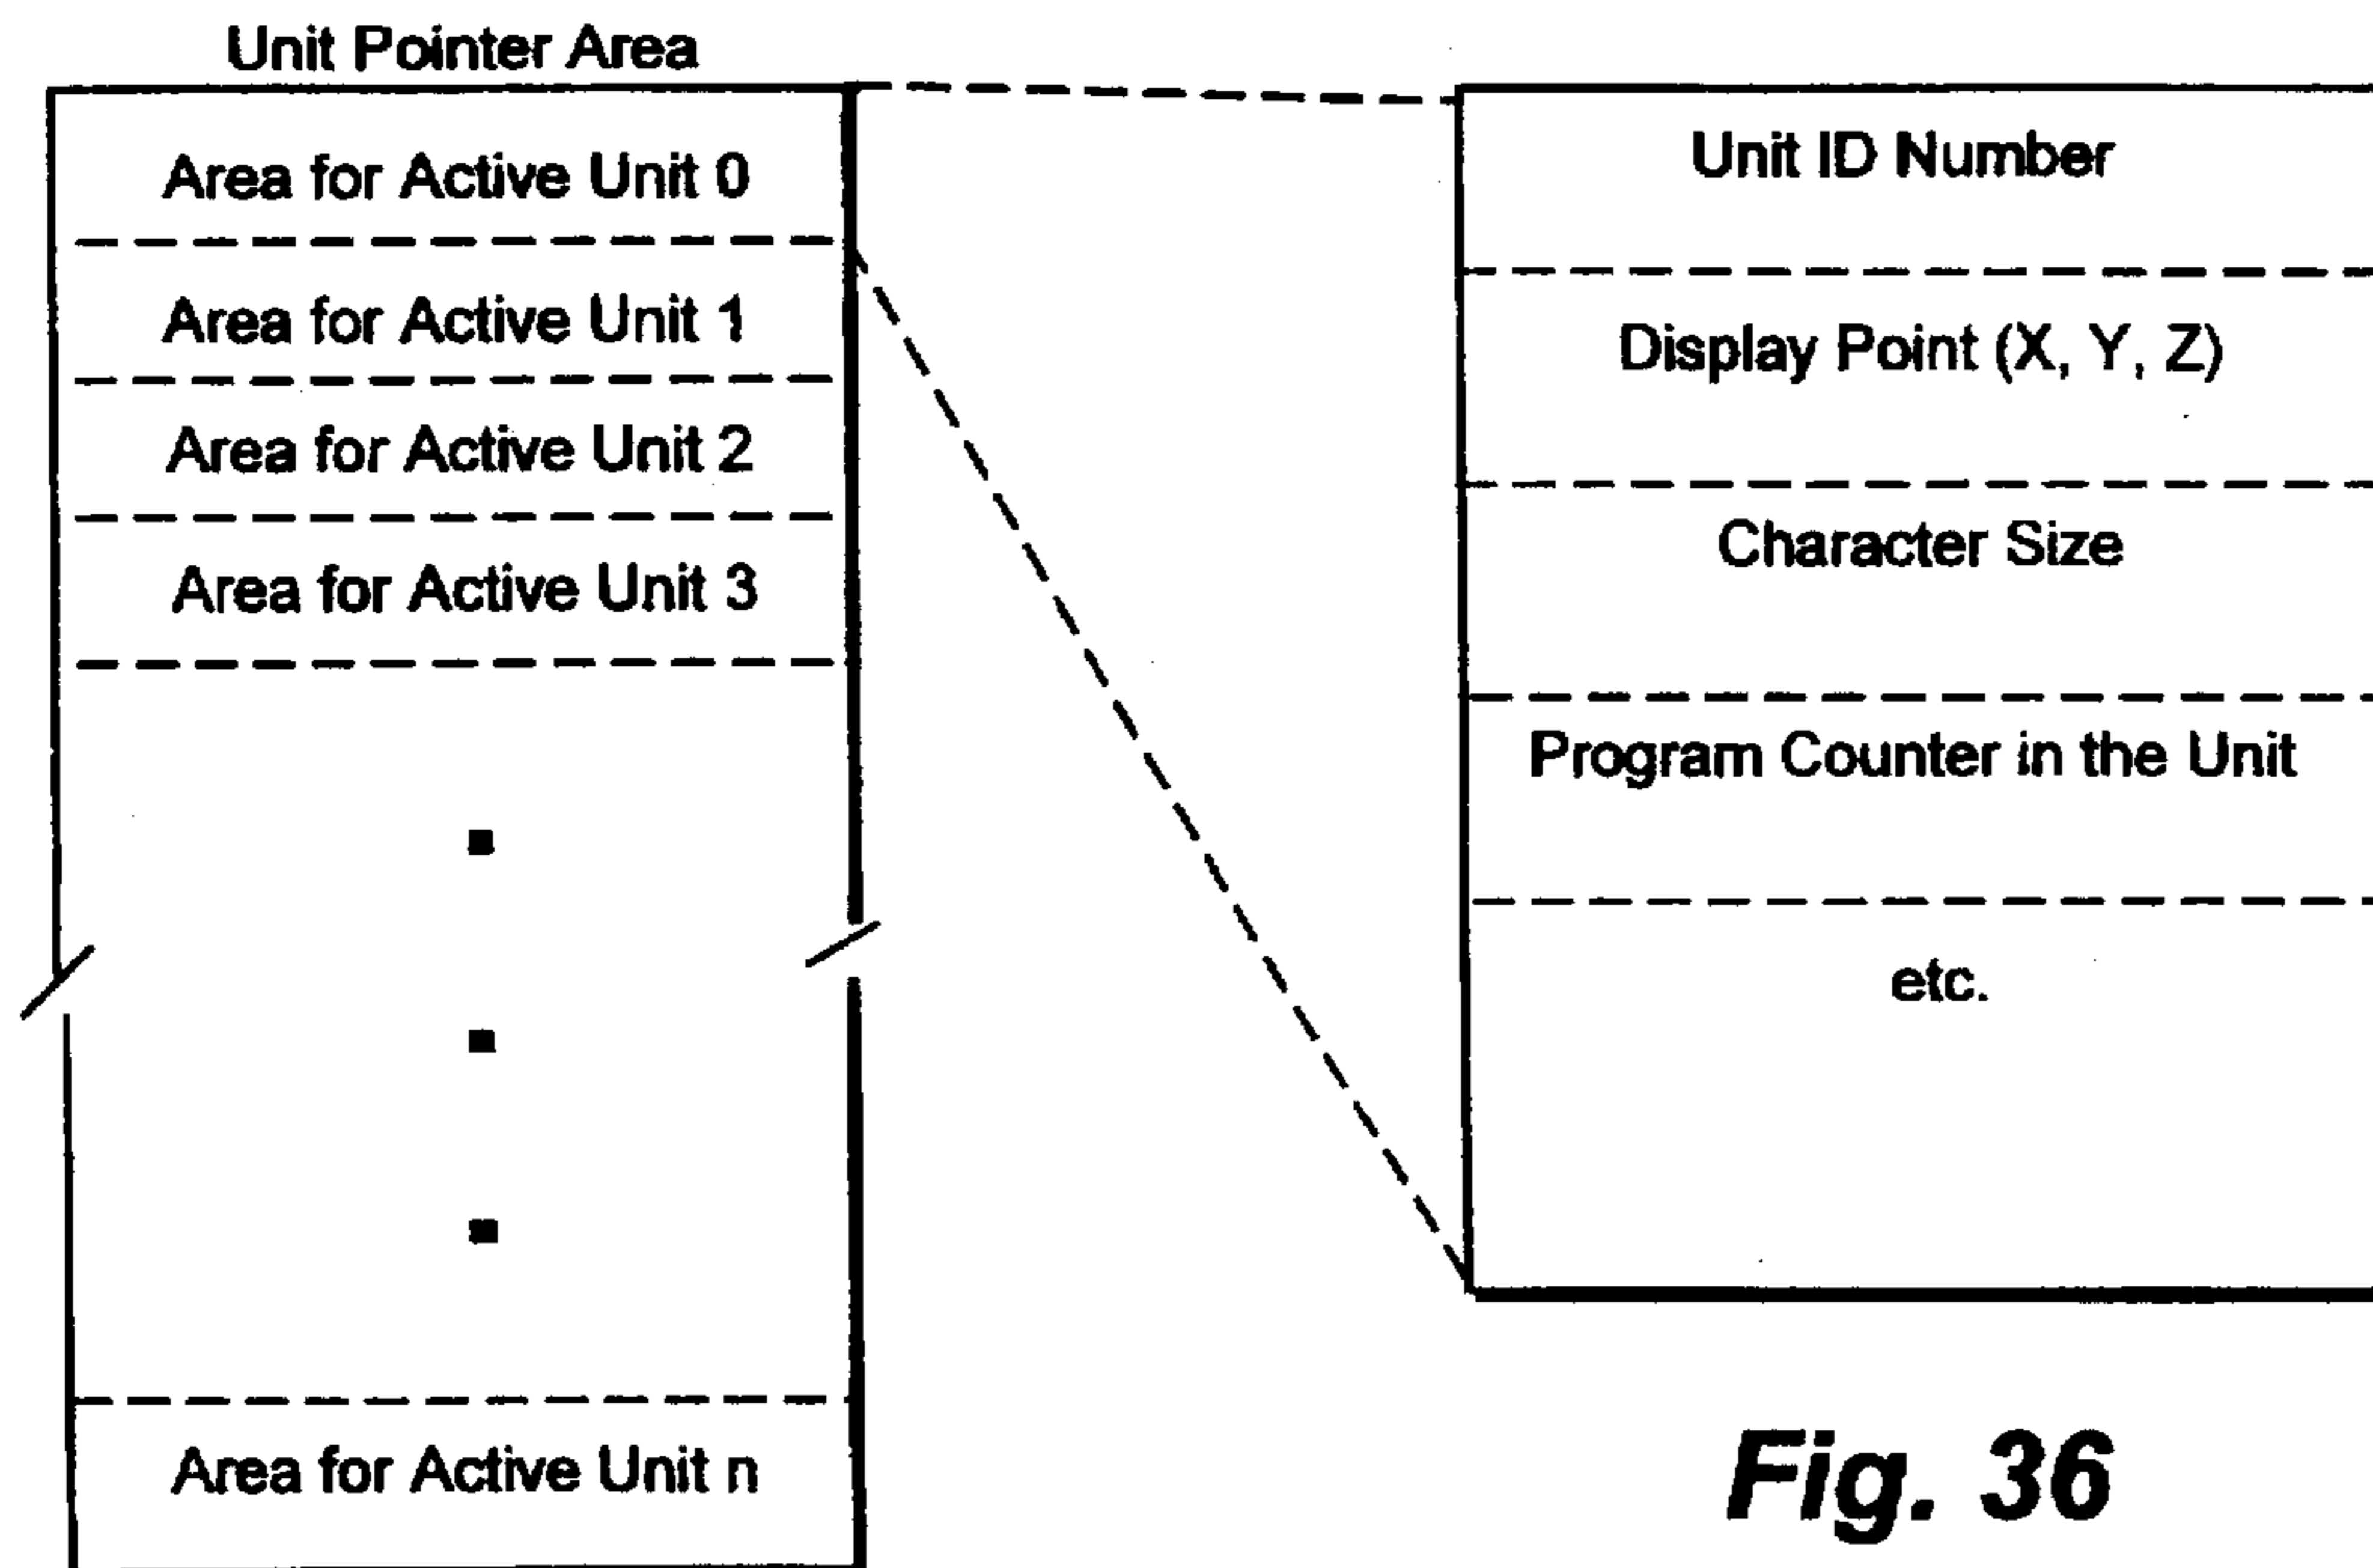 Unit Pointer Area
Area for Active Unit 0
Area for Active Unit 1
Area for Active Unit 2
Area for Active Unit 3
Area for Active Unit n
Unit ID Number
Display Point (X, Y, Z)
Character Size
Program Counter in the Unit
etc.
Fig. 36